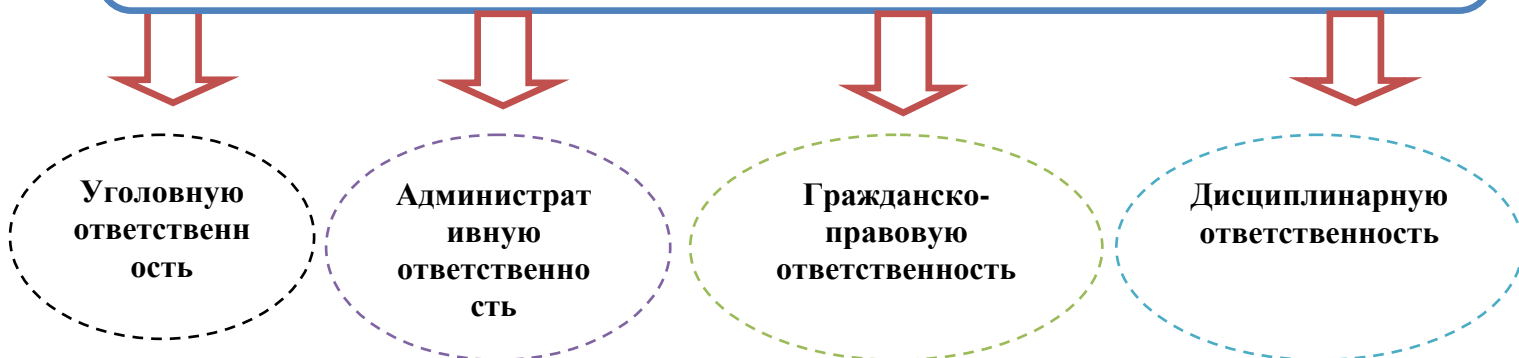 Уголовную
ответственн
ость
Администрат
ивную
ответственно
сть
Гражданско-
правовую
ответственность
Дисциплинарную
ответственность